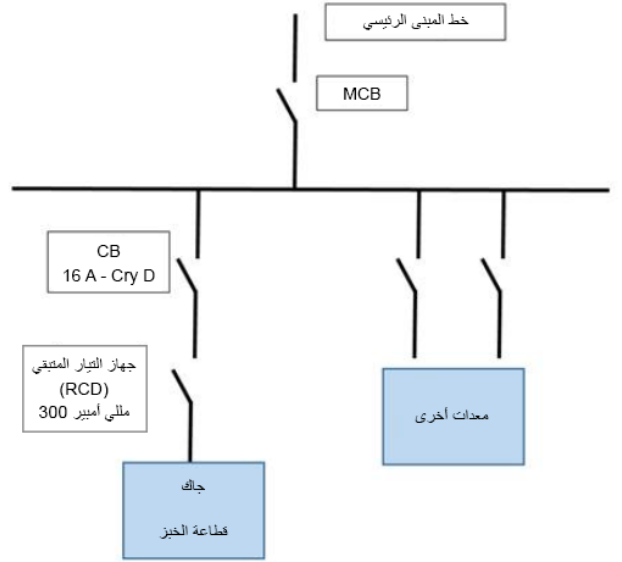 خط المبنى الرئيسي
MCB
CB
16 A - Cry D
جهاز التيار المتبقي
(RCD)
300 مللي أمبير
معدات أخرى
جاك
قطاعة الخبز